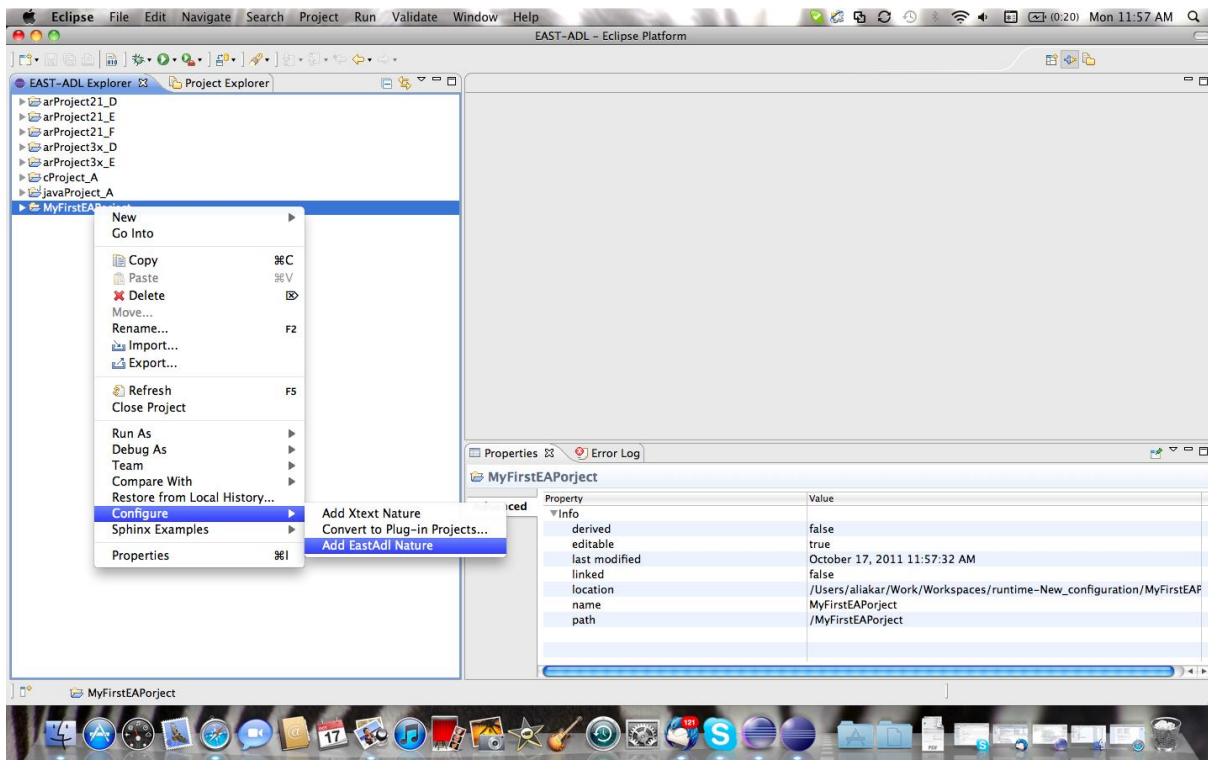 Eclipse File Edit Navigate Search Project Run Validate Window Help (0:20) Mon 11:57 AM
EAST-ADL – Eclipse Platform
EAST-ADL Explorer Project Explorer
arProject21_D
arProject21_E
arProject21_F
arProject3x_D
arProject3x_E
cProject_A
javaProject_A
MyFirstEAPorject
New
Go Into
Copy ⌘C
Paste ⌘V
Delete ⌦
Move...
Rename... F2
Import...
Export...
Refresh F5
Close Project
Run As
Debug As
Team
Compare With
Restore from Local History...
Configure
Sphinx Examples
Properties ⌘I
Add Xtext Nature
Convert to Plug-in Projects...
Add EastAdl Nature
Properties Error Log
MyFirstEAPorject
Property Value
Info
derived false
editable true
last modified October 17, 2011 11:57:32 AM
linked false
location /Users/aliakar/Work/Workspaces/runtime-New_configuration/MyFirstEAP
name MyFirstEAPorject
path /MyFirstEAPorject
MyFirstEAPorject
17
121
PDF